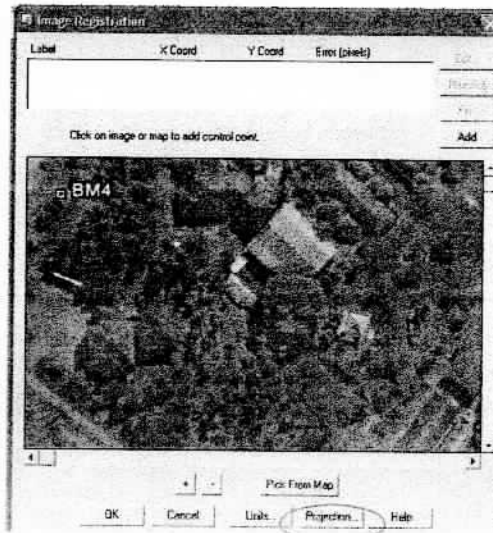 Image Registration
Label X Coord Y Coord Error (pixels)
Add
Click on image or map to add control point.
BM4
+ - Pick From Map
OK Cancel Units... Projection... Help